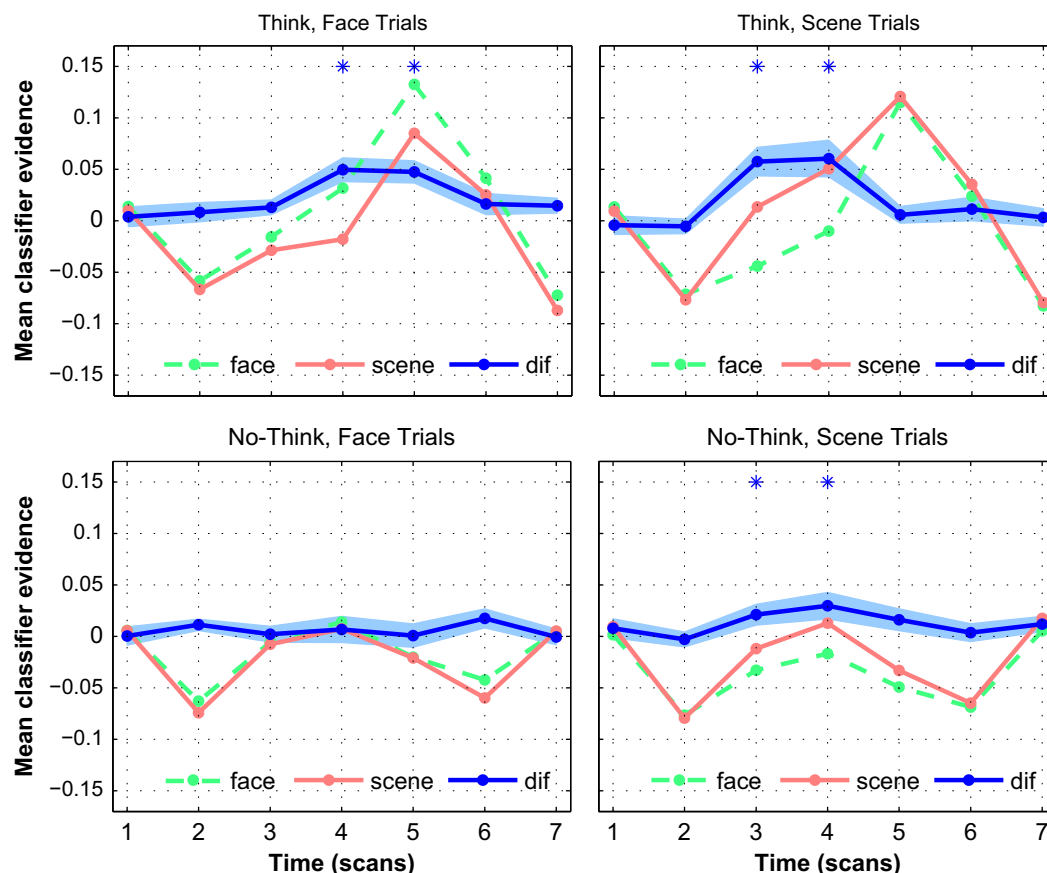 Think, Face Trials
Think, Scene Trials
Mean classifier evidence
0.15
0.1
0.05
0
−0.05
−0.1
−0.15
face scene dif
face scene dif
No-Think, Face Trials
No-Think, Scene Trials
Mean classifier evidence
0.15
0.1
0.05
0
−0.05
−0.1
−0.15
face scene dif
face scene dif
1 2 3 4 5 6 7
1 2 3 4 5 6 7
Time (scans)
Time (scans)